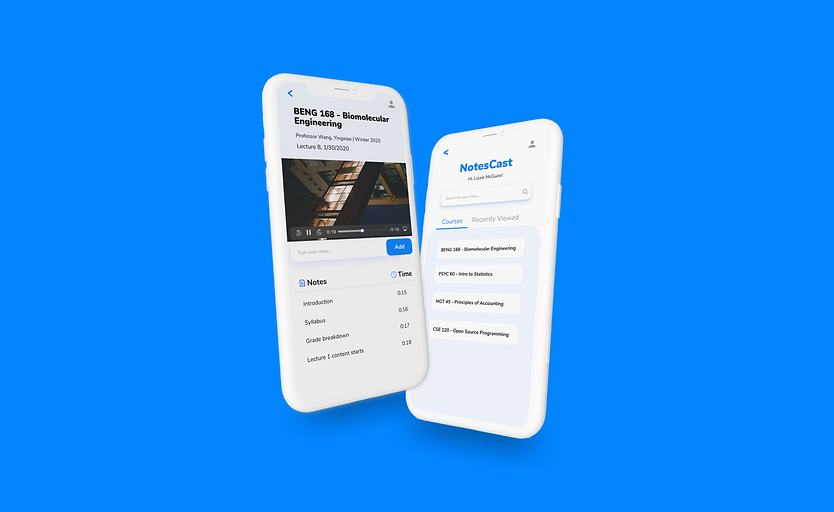 BENG 168 - Biomolecular
Engineering
Professor Wang, Yingxiao | Winter 2020
Lecture 8, 1/30/2020
0:19
-0:19
Type your notes...
Add
Notes
Time
Introduction
0:15
Syllabus
0:16
Grade breakdown
0:17
Lecture 1 content starts
0:18
NotesCast
Hi, Lizzie McGuire!
Search for your class...
Courses
Recently Viewed
BENG 168 - Biomolecular Engineering
PSYC 60 - Intro to Statistics
MGT 45 - Principles of Accounting
CSE 120 - Open Source Programming